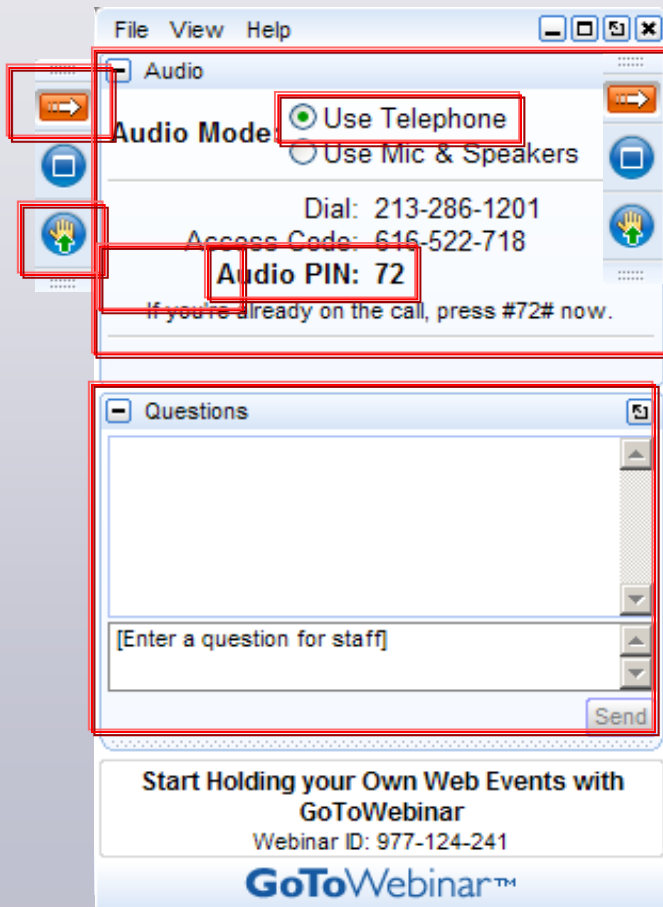 File View Help
Audio
Audio Mode:
Use Telephone
Use Mic & Speakers
Dial: 213-286-1201
Access Code: 616-522-718
Audio PIN: 72
If you're already on the call, press #72# now.
Questions
[Enter a question for staff]
Send
Start Holding your Own Web Events with
GoToWebinar
Webinar ID: 977-124-241
GoToWebinar™